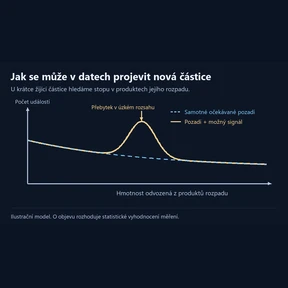 Jak se může v datech projevit nová částice
U krátce žijící částice hledáme stopu v produktech jejího rozpadu.
Počet událostí
Přebytek v úzkém rozsahu
Samotné očekávané pozadí
Pozadí + možný signál
Hmotnost odvozená z produktů rozpadu
Ilustrační model. O objevu rozhoduje statistické vyhodnocení měření.